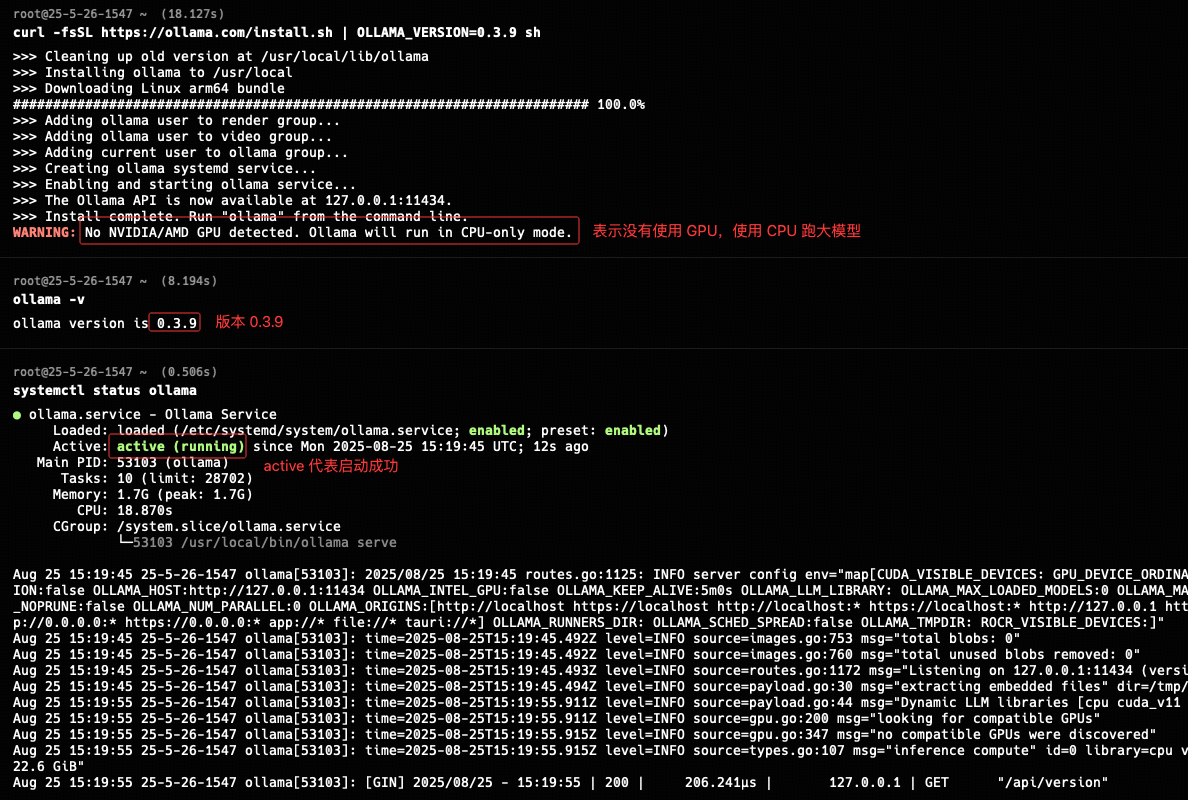 root@25-5-26-1547 ~ (18.127s)
curl -fsSL https://ollama.com/install.sh | OLLAMA_VERSION=0.3.9 sh
>>> Cleaning up old version at /usr/local/lib/ollama
>>> Installing ollama to /usr/local
>>> Downloading Linux arm64 bundle
######################################################################## 100.0%
>>> Adding ollama user to render group...
>>> Adding ollama user to video group...
>>> Adding current user to ollama group...
>>> Creating ollama systemd service...
>>> Enabling and starting ollama service...
>>> The Ollama API is now available at 127.0.0.1:11434.
>>> Install complete. Run "ollama" from the command line.
WARNING: No NVIDIA/AMD GPU detected. Ollama will run in CPU-only mode. 表示没有使用 GPU，使用 CPU 跑大模型
root@25-5-26-1547 ~ (8.194s)
ollama -v
ollama version is 0.3.9 版本 0.3.9
root@25-5-26-1547 ~ (0.506s)
systemctl status ollama
● ollama.service - Ollama Service
Loaded: loaded (/etc/systemd/system/ollama.service; enabled; preset: enabled)
Active: active (running) since Mon 2025-08-25 15:19:45 UTC; 12s ago
Main PID: 53103 (ollama) active 代表启动成功
Tasks: 10 (limit: 28702)
Memory: 1.7G (peak: 1.7G)
CPU: 18.870s
CGroup: /system.slice/ollama.service
└─53103 /usr/local/bin/ollama serve
Aug 25 15:19:45 25-5-26-1547 ollama[53103]: 2025/08/25 15:19:45 routes.go:1125: INFO server config env="map[CUDA_VISIBLE_DEVICES: GPU_DEVICE_ORDINA
ION:false OLLAMA_HOST:http://127.0.0.1:11434 OLLAMA_INTEL_GPU:false OLLAMA_KEEP_ALIVE:5m0s OLLAMA_LLM_LIBRARY: OLLAMA_MAX_LOADED_MODELS:0 OLLAMA_MA
_NOPRUNE:false OLLAMA_NUM_PARALLEL:0 OLLAMA_ORIGINS:[http://localhost https://localhost http://localhost:* https://localhost:* http://127.0.0.1 htt
p://0.0.0.0:* https://0.0.0.0:* app://* file://* tauri://*] OLLAMA_RUNNERS_DIR: OLLAMA_SCHED_SPREAD:false OLLAMA_TMPDIR: ROCR_VISIBLE_DEVICES:]"
Aug 25 15:19:45 25-5-26-1547 ollama[53103]: time=2025-08-25T15:19:45.492Z level=INFO source=images.go:753 msg="total blobs: 0"
Aug 25 15:19:45 25-5-26-1547 ollama[53103]: time=2025-08-25T15:19:45.492Z level=INFO source=images.go:760 msg="total unused blobs removed: 0"
Aug 25 15:19:45 25-5-26-1547 ollama[53103]: time=2025-08-25T15:19:45.493Z level=INFO source=routes.go:1172 msg="Listening on 127.0.0.1:11434 (versi
Aug 25 15:19:45 25-5-26-1547 ollama[53103]: time=2025-08-25T15:19:45.494Z level=INFO source=payload.go:30 msg="extracting embedded files" dir=/tmp/
Aug 25 15:19:55 25-5-26-1547 ollama[53103]: time=2025-08-25T15:19:55.911Z level=INFO source=payload.go:44 msg="Dynamic LLM libraries [cpu cuda_v11
Aug 25 15:19:55 25-5-26-1547 ollama[53103]: time=2025-08-25T15:19:55.911Z level=INFO source=gpu.go:200 msg="looking for compatible GPUs"
Aug 25 15:19:55 25-5-26-1547 ollama[53103]: time=2025-08-25T15:19:55.915Z level=INFO source=gpu.go:347 msg="no compatible GPUs were discovered"
Aug 25 15:19:55 25-5-26-1547 ollama[53103]: time=2025-08-25T15:19:55.915Z level=INFO source=types.go:107 msg="inference compute" id=0 library=cpu v
22.6 GiB"
Aug 25 15:19:55 25-5-26-1547 ollama[53103]: [GIN] 2025/08/25 - 15:19:55 | 200 | 206.241µs | 127.0.0.1 | GET "/api/version"